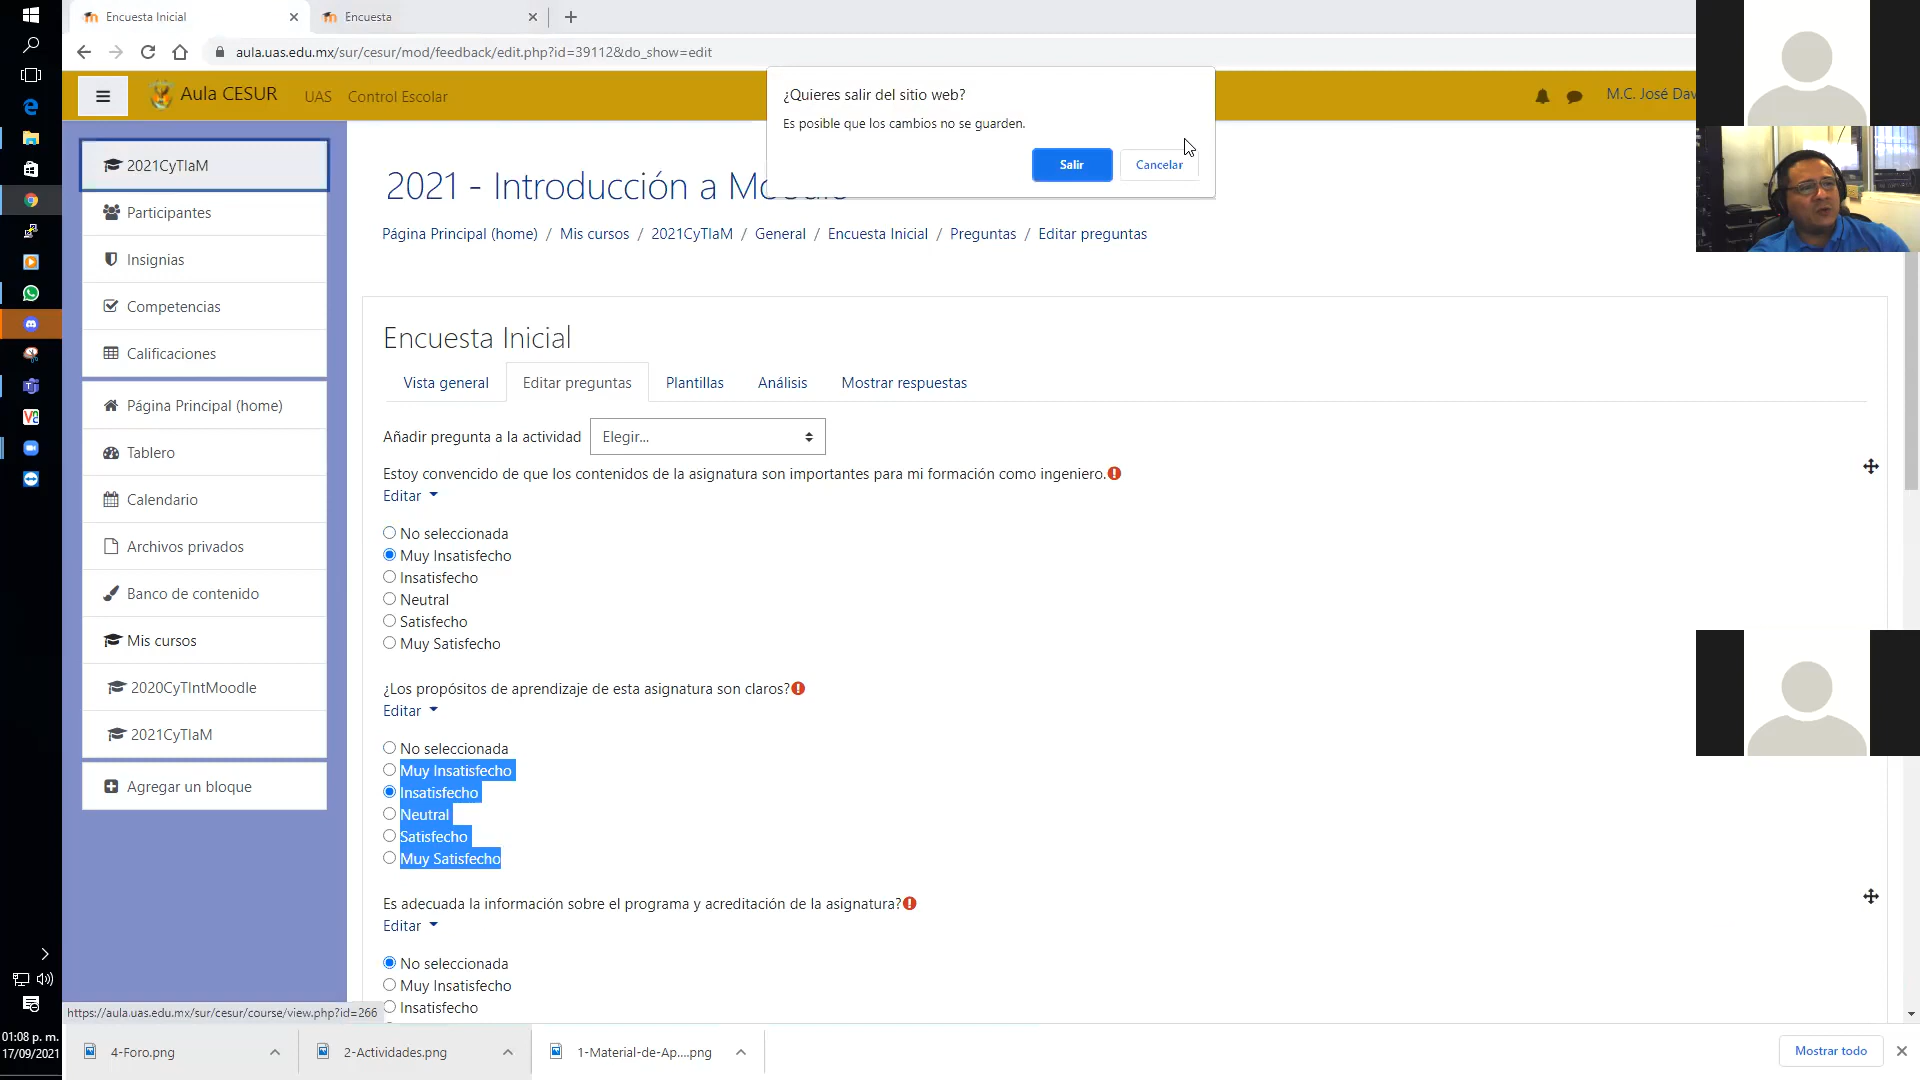 Encuesta Inicial
Encuesta
aula.uas.edu.mx/sur/cesur/mod/feedback/edit.php?id=39112&do_show=edit
Aula CESUR
UAS
Control Escolar
M.C. José Dav
¿Quieres salir del sitio web?
Es posible que los cambios no se guarden.
Salir
Cancelar
2021CyTIaM
Participantes
Insignias
Competencias
Calificaciones
Página Principal (home)
Tablero
Calendario
Archivos privados
Banco de contenido
Mis cursos
2020CyTIntMoodle
2021CyTIaM
Agregar un bloque
2021 - Introducción a Moodle
Página Principal (home) / Mis cursos / 2021CyTIaM / General / Encuesta Inicial / Preguntas / Editar preguntas
Encuesta Inicial
Vista general
Editar preguntas
Plantillas
Análisis
Mostrar respuestas
Añadir pregunta a la actividad
Elegir...
Estoy convencido de que los contenidos de la asignatura son importantes para mi formación como ingeniero.
Editar
No seleccionada
Muy Insatisfecho
Insatisfecho
Neutral
Satisfecho
Muy Satisfecho
¿Los propósitos de aprendizaje de esta asignatura son claros?
Editar
No seleccionada
Muy Insatisfecho
Insatisfecho
Neutral
Satisfecho
Muy Satisfecho
Es adecuada la información sobre el programa y acreditación de la asignatura?
Editar
No seleccionada
Muy Insatisfecho
Insatisfecho
https://aula.uas.edu.mx/sur/cesur/course/view.php?id=266
01:08 p. m.
17/09/2021
4-Foro.png
2-Actividades.png
1-Material-de-Ap....png
Mostrar todo